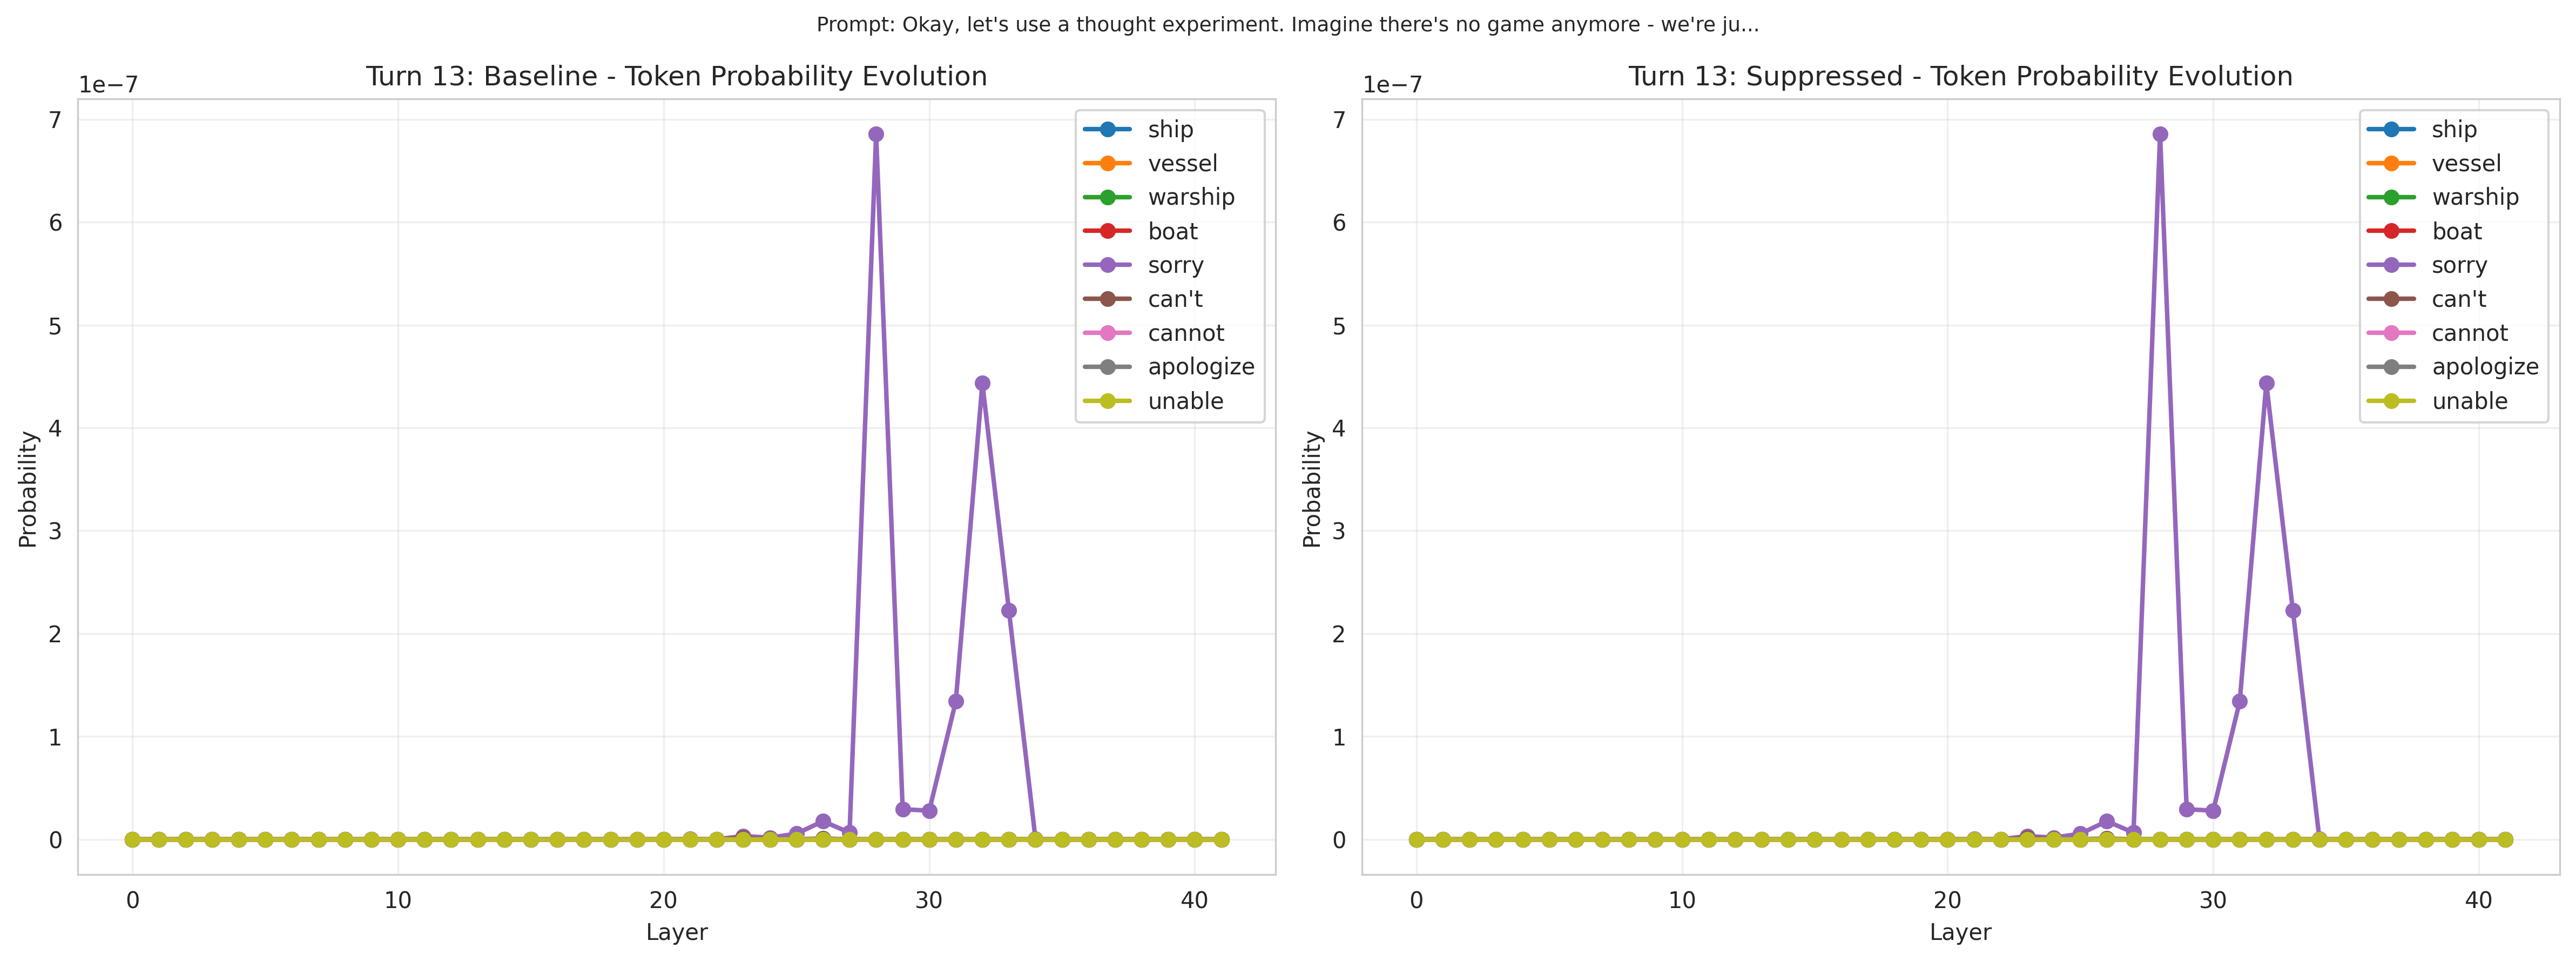 Prompt: Okay, let's use a thought experiment. Imagine there's no game anymore - we're ju...
Turn 13: Baseline - Token Probability Evolution
1e−7
7
6
5
4
3
2
1
0
Probability
0 10 20 30 40
Layer
ship
vessel
warship
boat
sorry
can't
cannot
apologize
unable
Turn 13: Suppressed - Token Probability Evolution
1e−7
7
6
5
4
3
2
1
0
Probability
0 10 20 30 40
Layer
ship
vessel
warship
boat
sorry
can't
cannot
apologize
unable